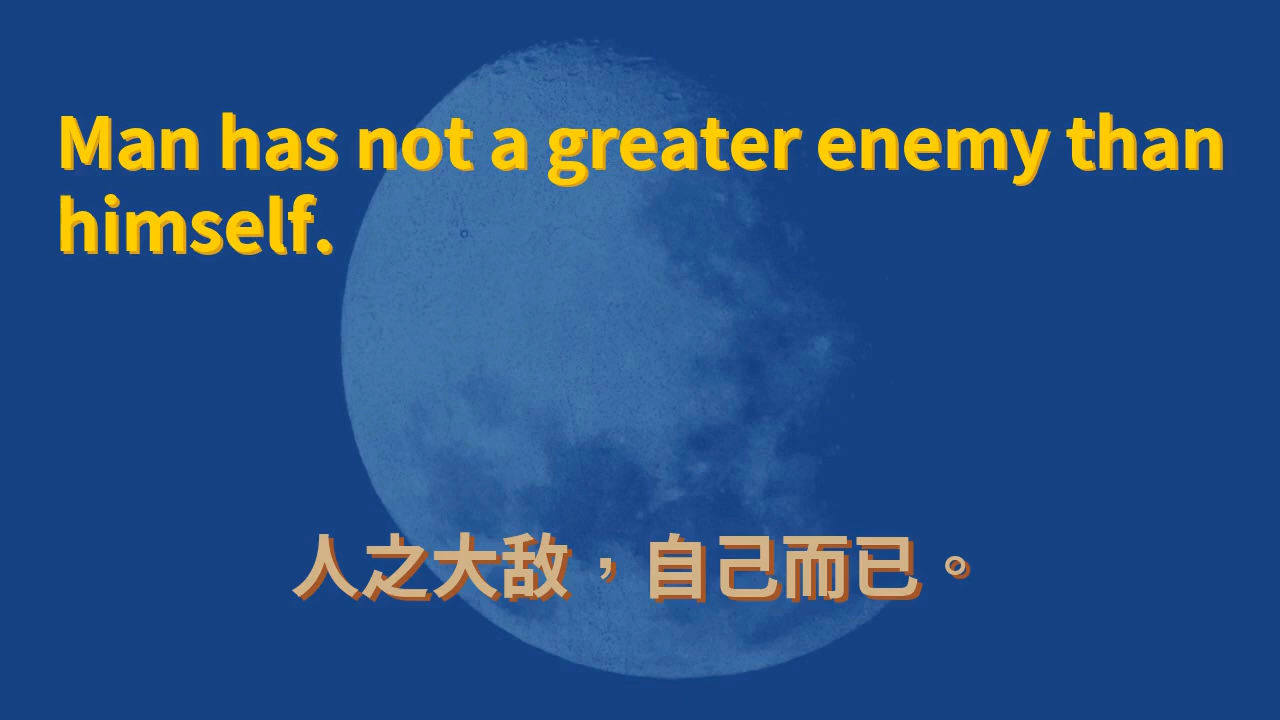 Man has not a greater enemy than
himself.
人之大敌，自己而已。